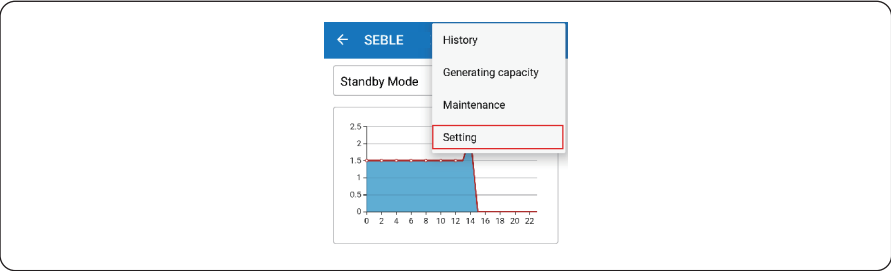 SEBLE
History
Generating capacity
Maintenance
Setting
Standby Mode
2.5
2
1.5
1
0.5
0
0 2 4 6 8 10 12 14 16 18 20 22